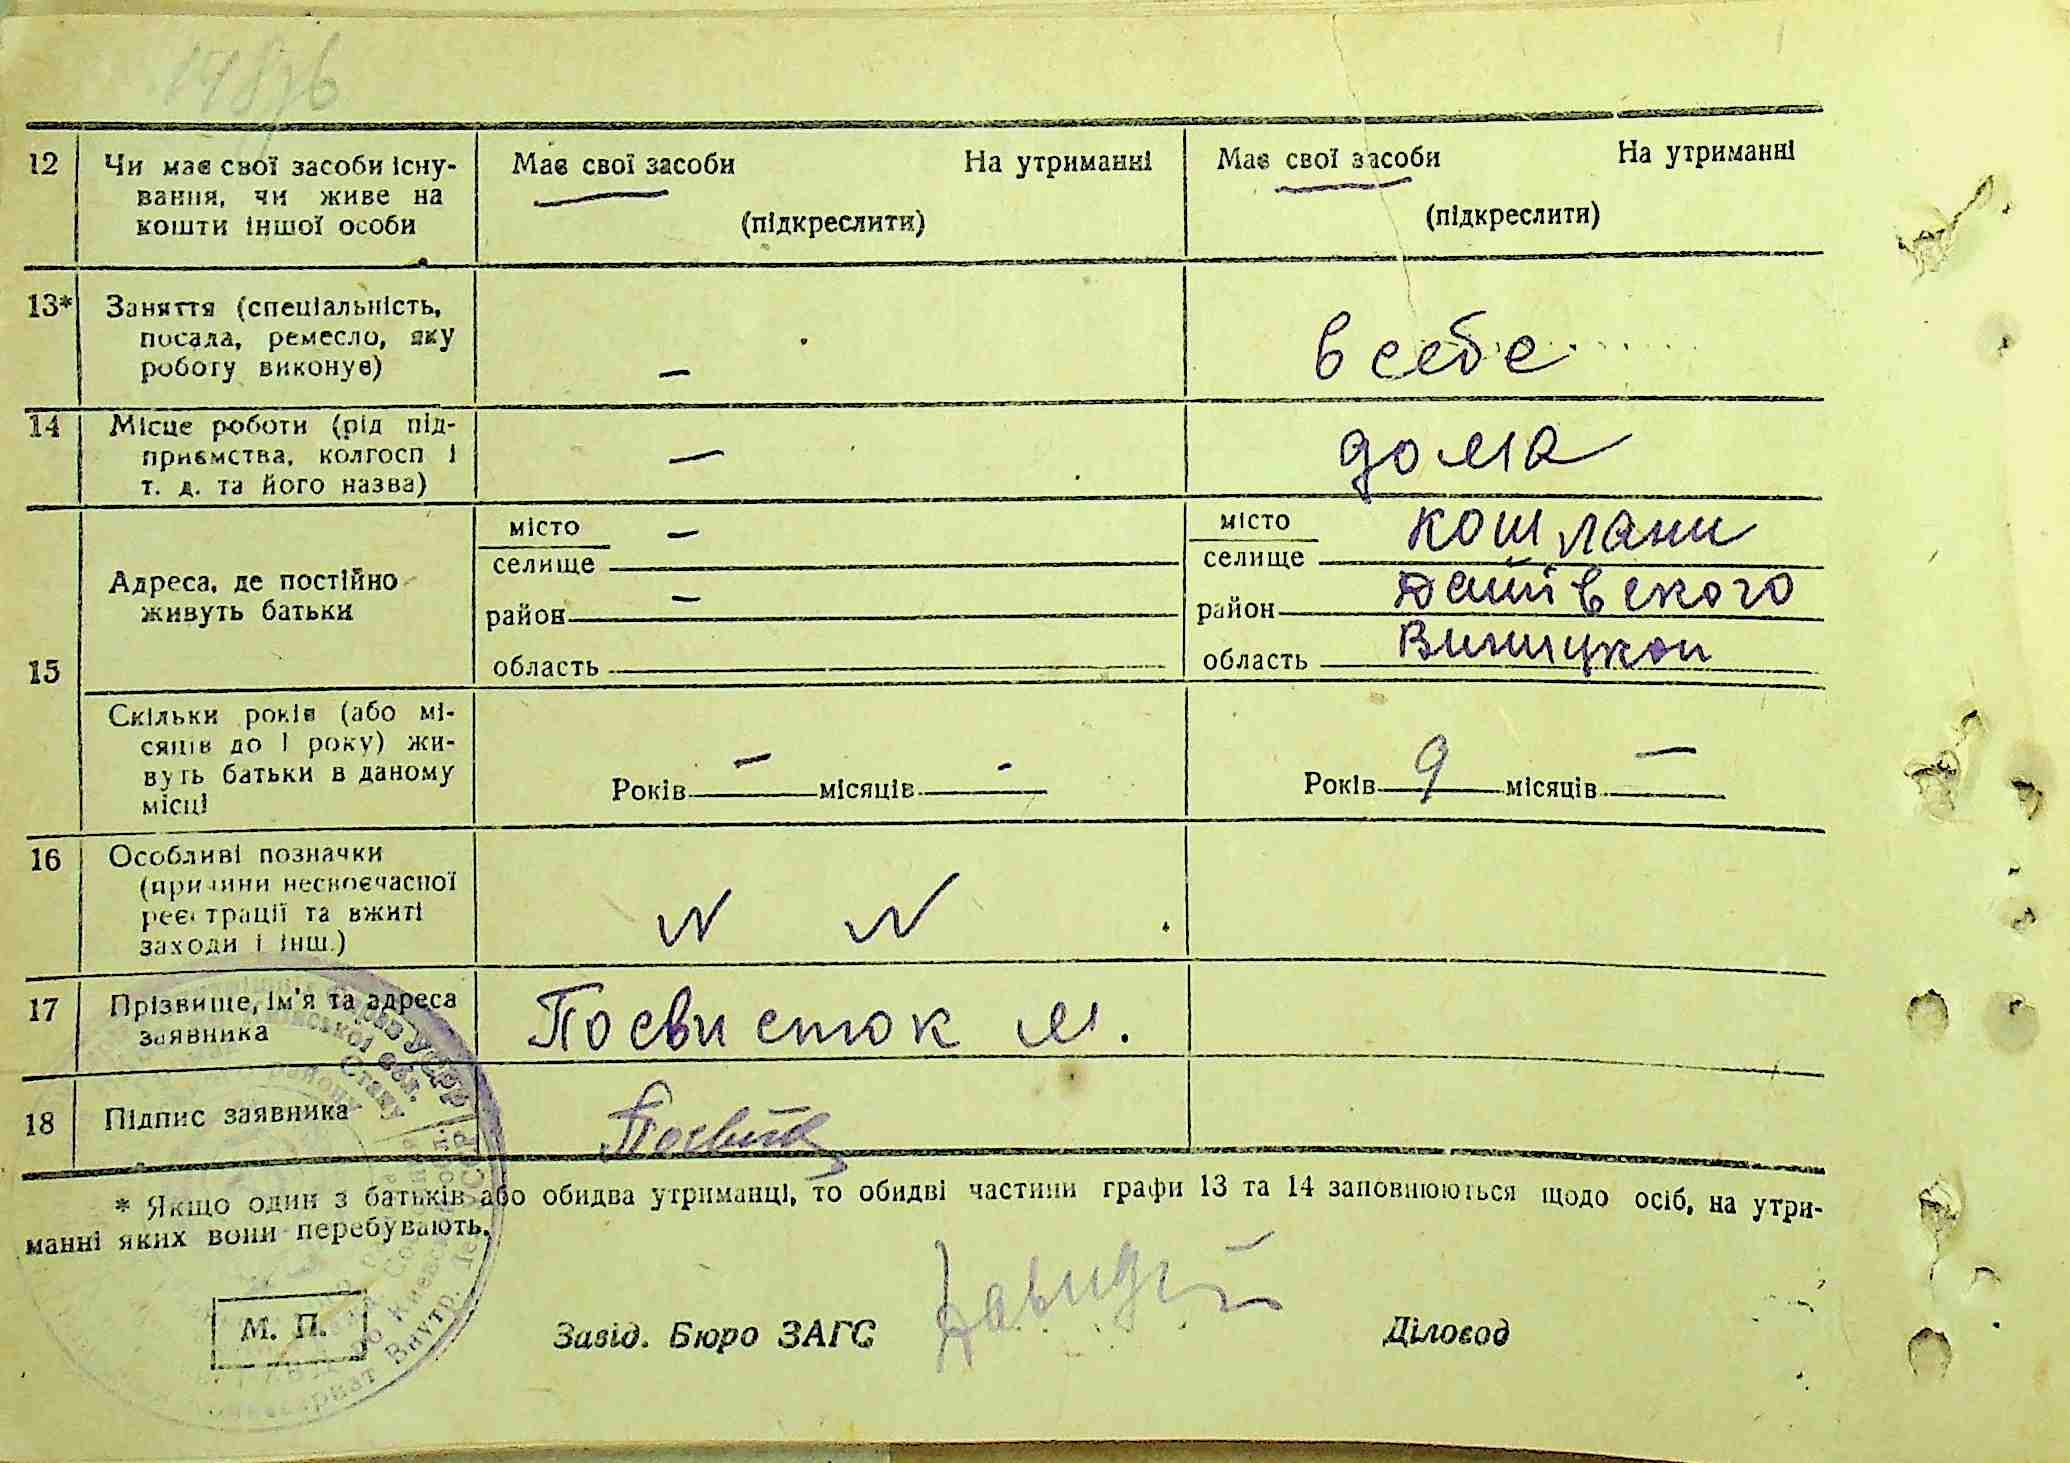 12 Чи має свої засоби існу-
вання, чи живе на
кошти іншої особи
Має свої засоби На утриманні
(підкреслити)
Має свої засоби На утриманні
(підкреслити)
13* Заняття (спеціальність,
посада, ремесло, яку
роботу виконує)
—
в себе
14 Місце роботи (рід під-
приємства, колгосп і
т. д. та його назва)
—
дома
15 Адреса, де постійно
живуть батьки
місто —
селище
район —
область
місто кошлани
селище
район дашівского
область Виницкои
Скільки років (або мі-
сяців до 1 року) жи-
вуть батьки в даному
місці
Років — місяців -
Років 9 місяців —
16 Особливі позначки
(причини несвоєчасної
реєстрації та вжиті
заходи і інш.)
N N
17 Прізвище, ім'я та адреса
заявника
Посвисток М.
18 Підпис заявника
* Якщо один з батьків або обидва утриманці, то обидві частини графи 13 та 14 заповнюються щодо осіб, на утри-
манні яких вони перебувають.
М. П.
Завід. Бюро ЗАГС
Діловод